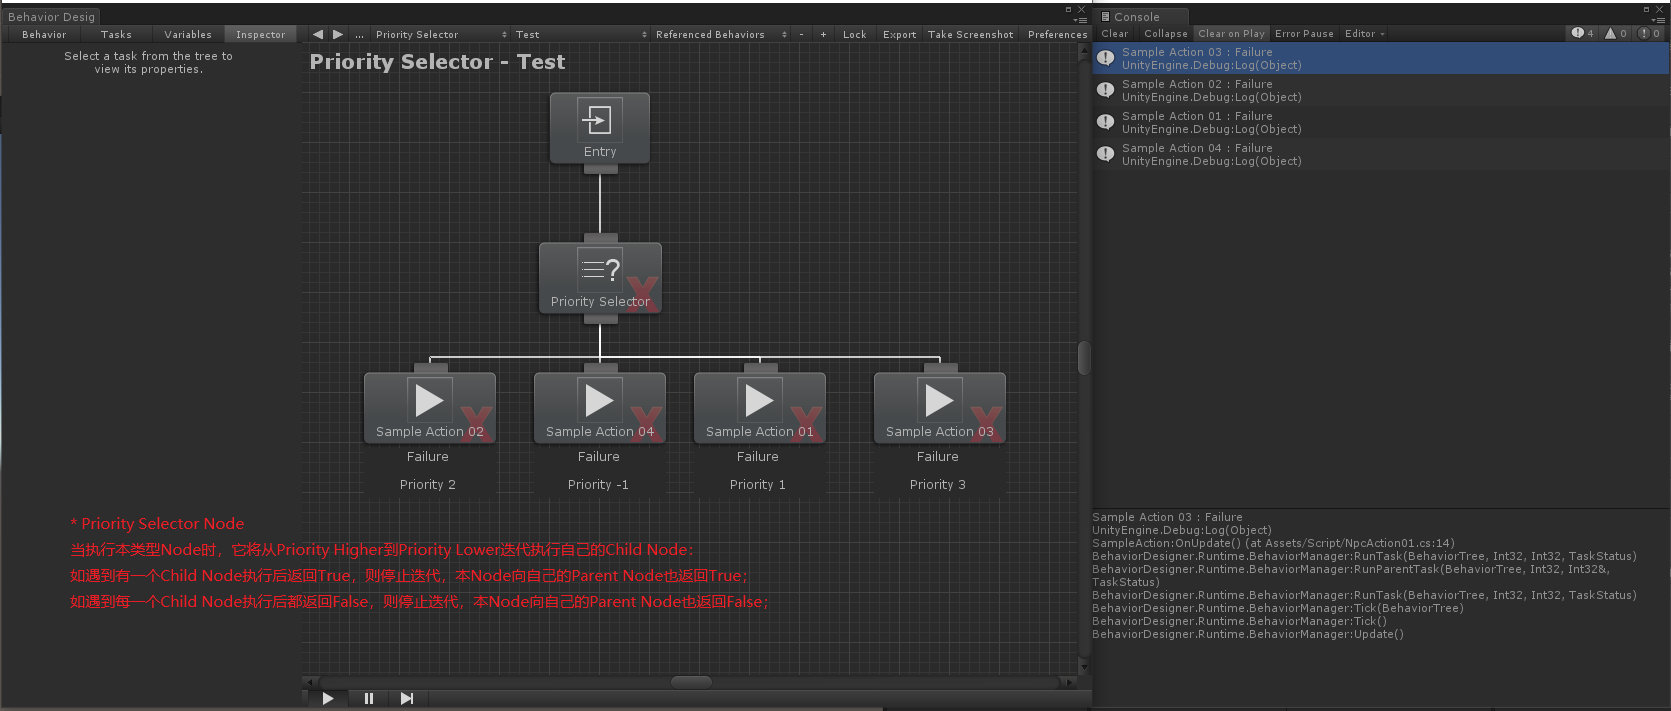 Behavior Desig
Behavior Tasks Variables Inspector
Select a task from the tree to
view its properties.
... Priority Selector Test Referenced Behaviors - + Lock Export Take Screenshot Preferences
Priority Selector - Test
Entry
Priority Selector
Sample Action 02 Sample Action 04 Sample Action 01 Sample Action 03
Failure Failure Failure Failure
Priority 2 Priority -1 Priority 1 Priority 3
* Priority Selector Node
当执行本类型Node时，它将从Priority Higher到Priority Lower迭代执行自己的Child Node：
如遇到有一个Child Node执行后返回True，则停止迭代，本Node向自己的Parent Node也返回True；
如遇到每一个Child Node执行后都返回False，则停止迭代，本Node向自己的Parent Node也返回False；
Console
Clear Collapse Clear on Play Error Pause Editor 4 0 0
Sample Action 03 : Failure
UnityEngine.Debug:Log(Object)
Sample Action 02 : Failure
UnityEngine.Debug:Log(Object)
Sample Action 01 : Failure
UnityEngine.Debug:Log(Object)
Sample Action 04 : Failure
UnityEngine.Debug:Log(Object)
Sample Action 03 : Failure
UnityEngine.Debug:Log(Object)
SampleAction:OnUpdate() (at Assets/Script/NpcAction01.cs:14)
BehaviorDesigner.Runtime.BehaviorManager:RunTask(BehaviorTree, Int32, Int32, TaskStatus)
BehaviorDesigner.Runtime.BehaviorManager:RunParentTask(BehaviorTree, Int32, Int32&,
TaskStatus)
BehaviorDesigner.Runtime.BehaviorManager:RunTask(BehaviorTree, Int32, Int32, TaskStatus)
BehaviorDesigner.Runtime.BehaviorManager:Tick(BehaviorTree)
BehaviorDesigner.Runtime.BehaviorManager:Tick()
BehaviorDesigner.Runtime.BehaviorManager:Update()